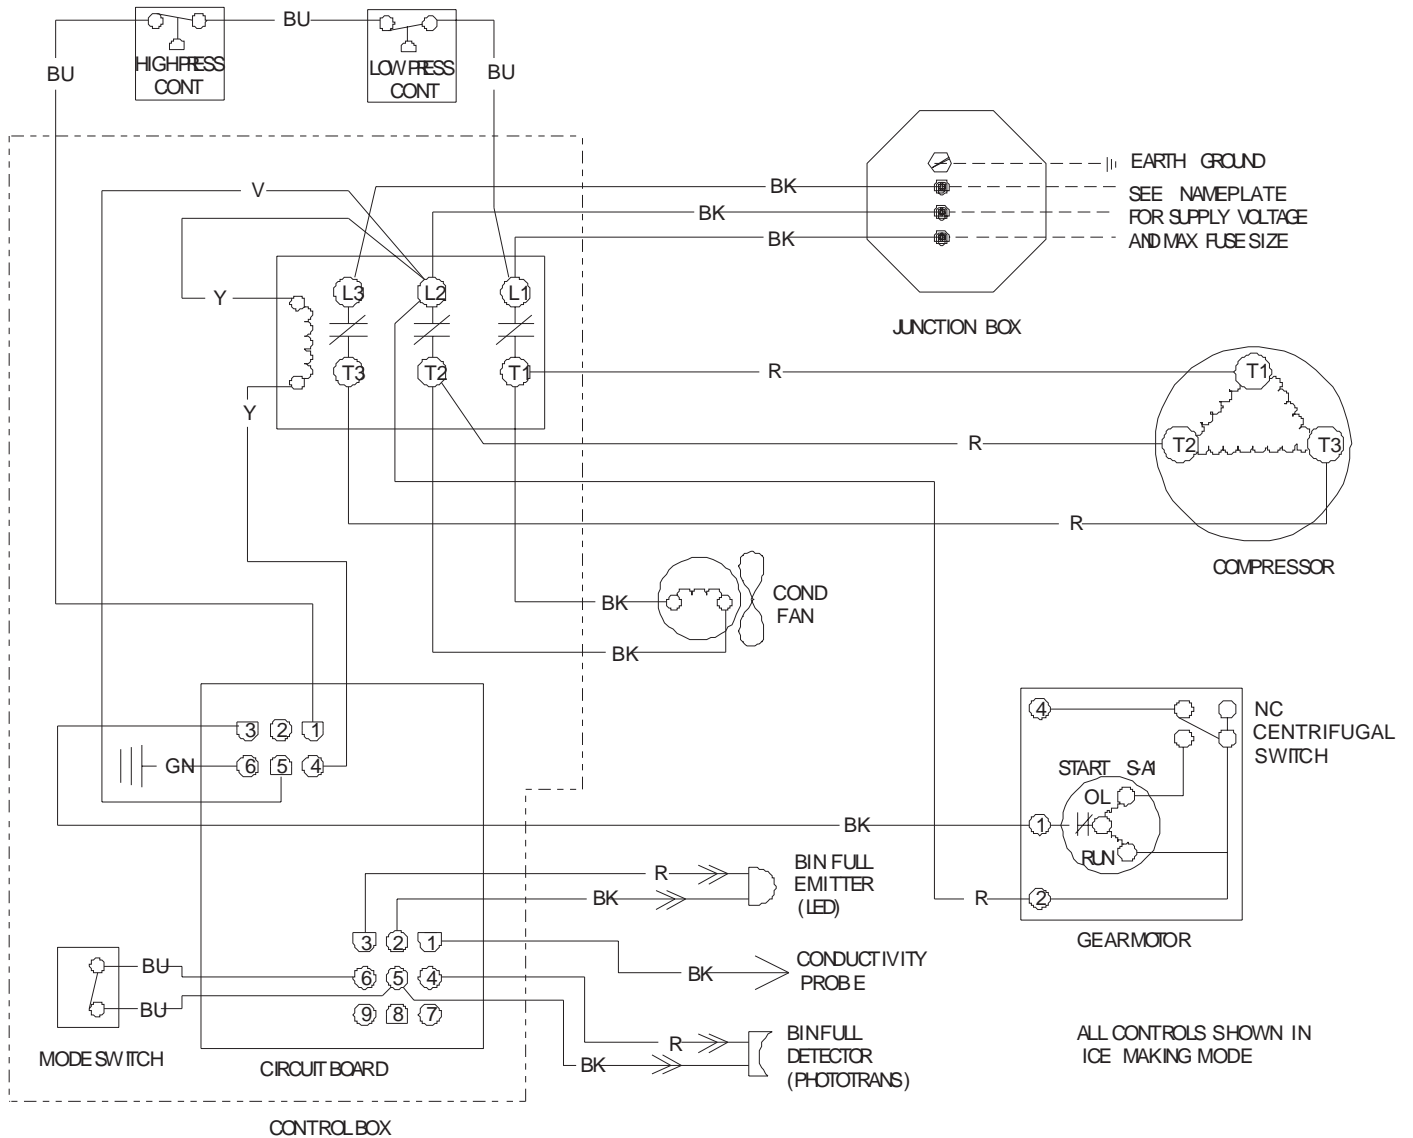 BU
HIGH PRESS
CONT
BU
LOW PRESS
CONT
BU
V
BK
BK
BK
EARTH GROUND
SEE NAMEPLATE
FOR SUPPLY VOLTAGE
AND MAX FUSE SIZE
JUNCTION BOX
Y
L3
L2
L1
T3
T2
T1
Y
R
R
R
T1
T2
T3
COMPRESSOR
BK
BK
COND
FAN
3
2
1
6
5
4
GN
BK
4
NC
CENTRIFUGAL
SWITCH
START S-A1
OL
1
RUN
R
2
GEARMOTOR
R
BK
BIN FULL
EMITTER
(LED)
3
2
1
6
5
4
9
8
7
BK
CONDUCTIVITY
PROBE
BU
BU
MODE SWITCH
R
BK
BIN FULL
DETECTOR
(PHOTOTRANS)
ALL CONTROLS SHOWN IN
ICE MAKING MODE
CIRCUIT BOARD
CONTROL BOX